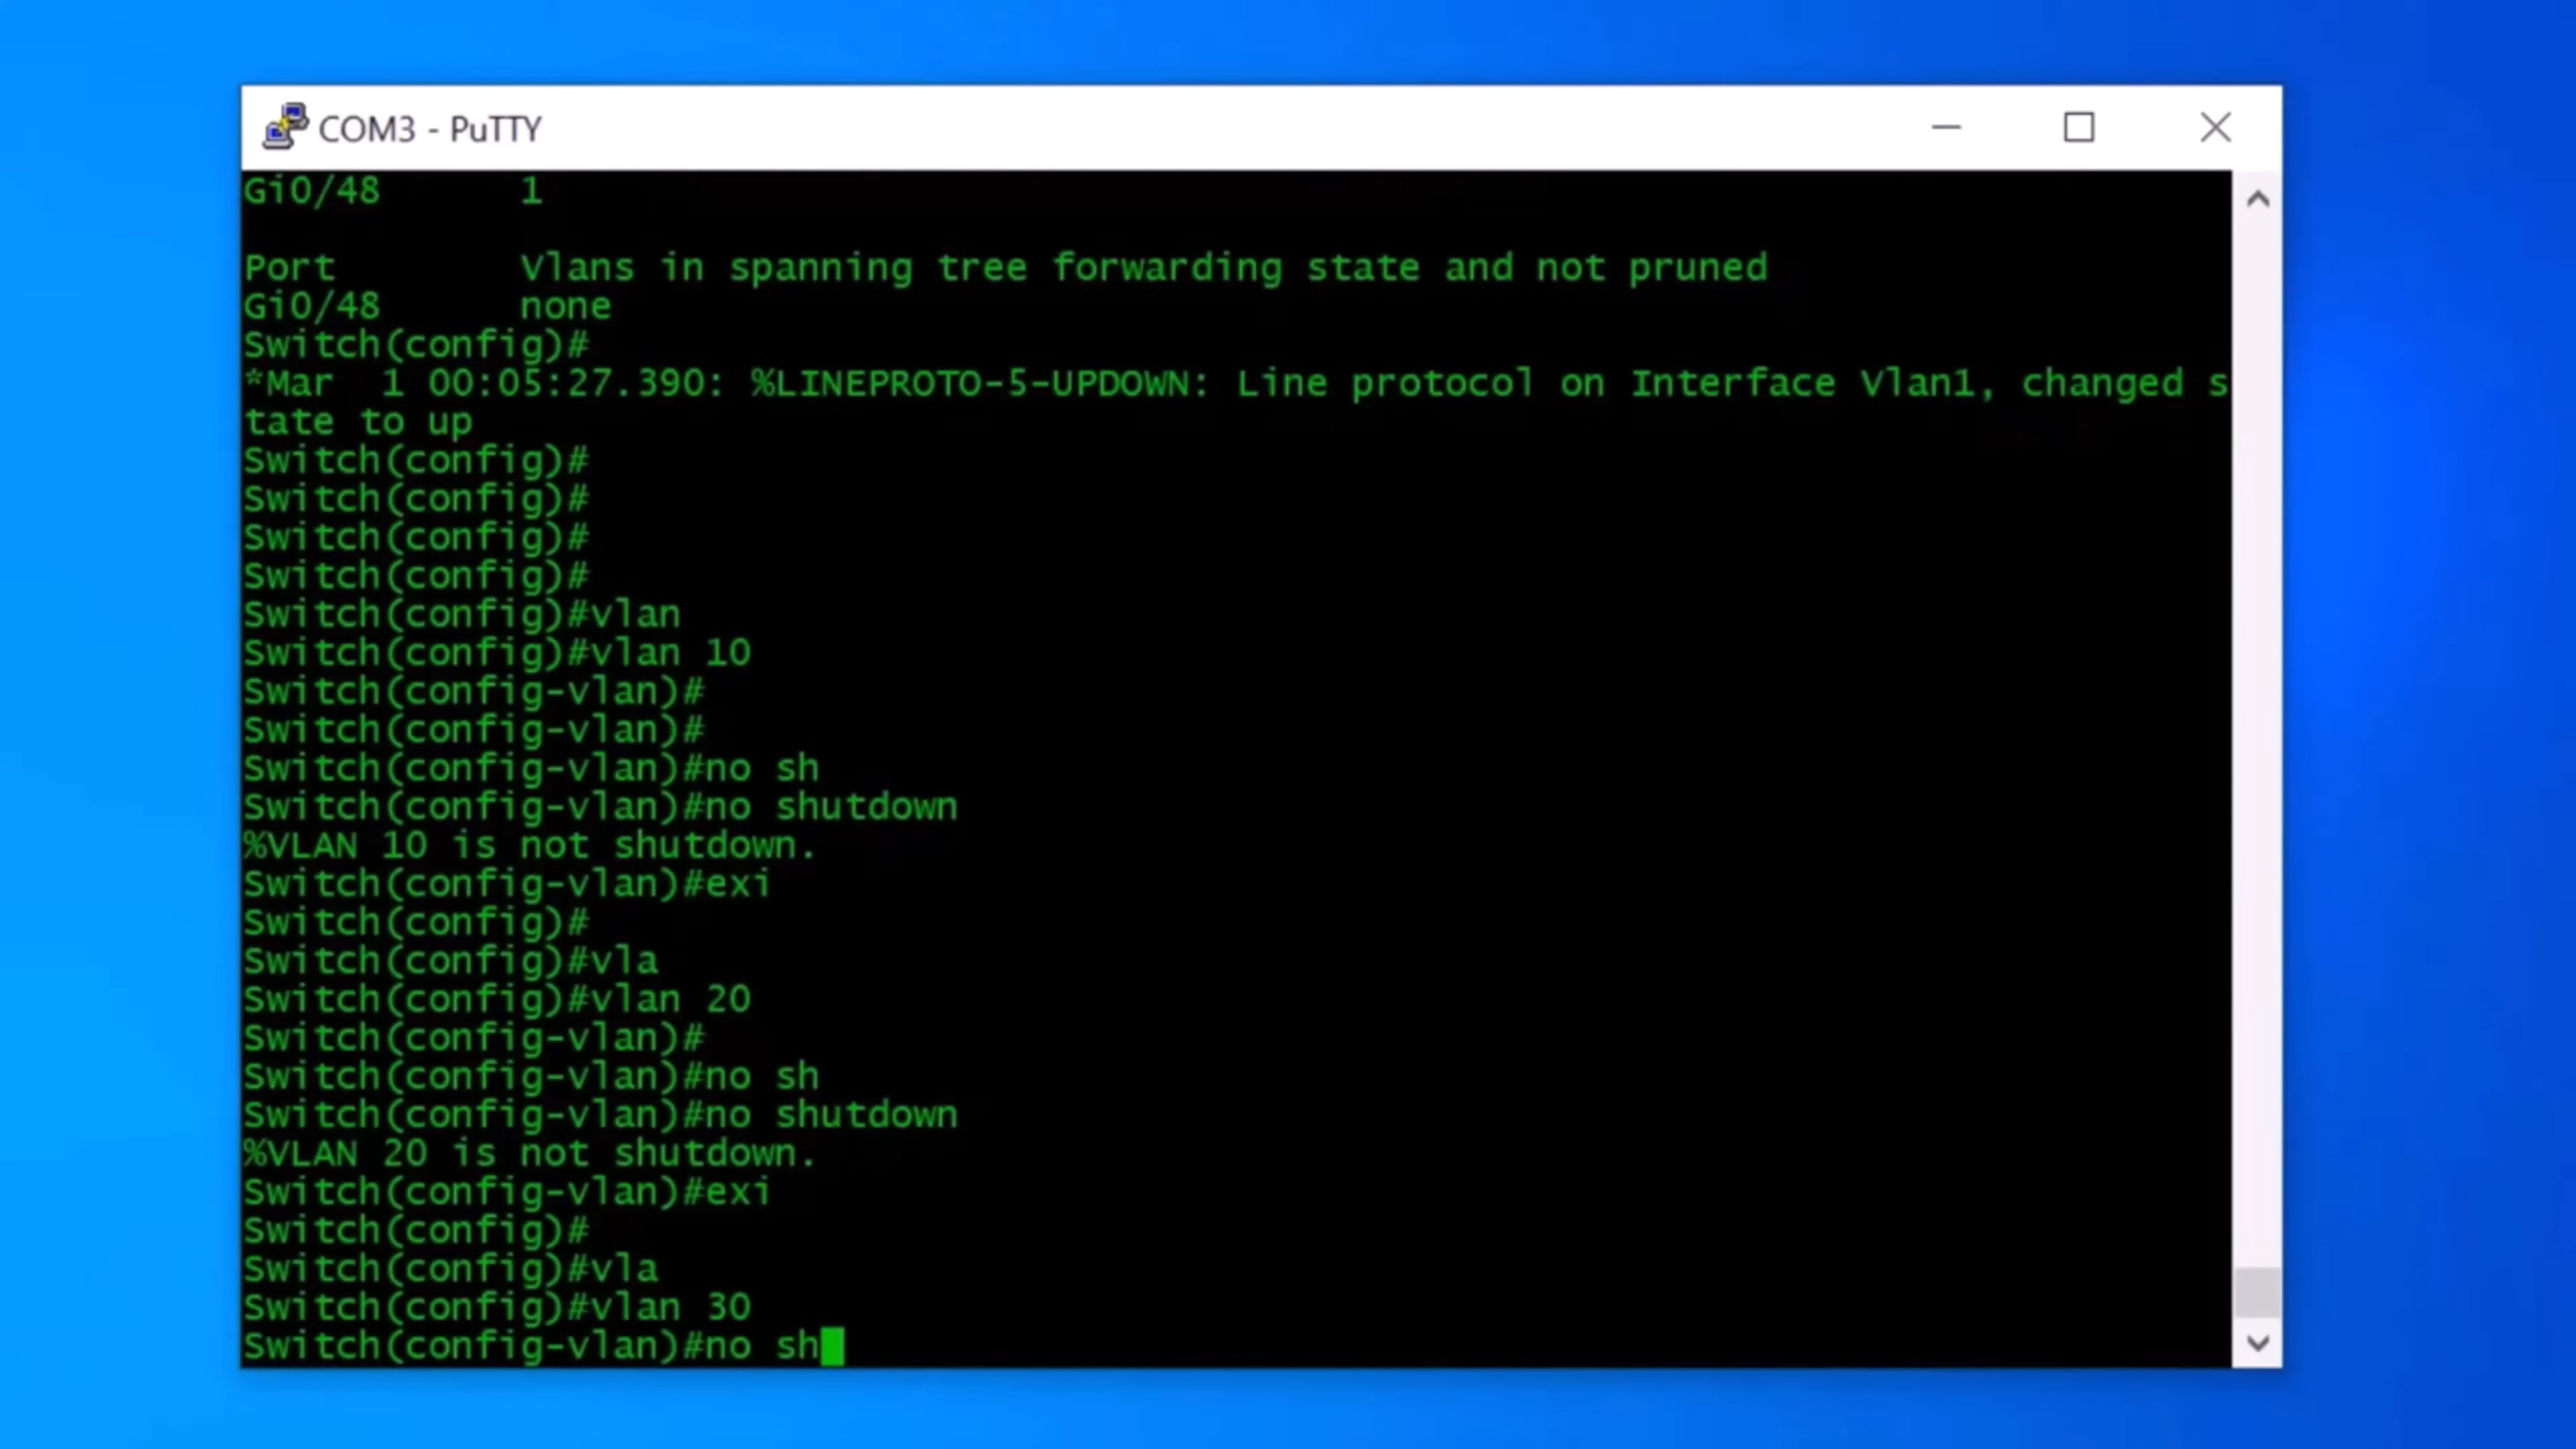 COM3 - PuTTY
Gi0/48 1
Port Vlans in spanning tree forwarding state and not pruned
Gi0/48 none
Switch(config)#
*Mar 1 00:05:27.390: %LINEPROTO-5-UPDOWN: Line protocol on Interface Vlan1, changed s
tate to up
Switch(config)#
Switch(config)#
Switch(config)#
Switch(config)#
Switch(config)#vlan
Switch(config)#vlan 10
Switch(config-vlan)#
Switch(config-vlan)#
Switch(config-vlan)#no sh
Switch(config-vlan)#no shutdown
%VLAN 10 is not shutdown.
Switch(config-vlan)#exi
Switch(config)#
Switch(config)#vla
Switch(config)#vlan 20
Switch(config-vlan)#
Switch(config-vlan)#no sh
Switch(config-vlan)#no shutdown
%VLAN 20 is not shutdown.
Switch(config-vlan)#exi
Switch(config)#
Switch(config)#vla
Switch(config)#vlan 30
Switch(config-vlan)#no sh